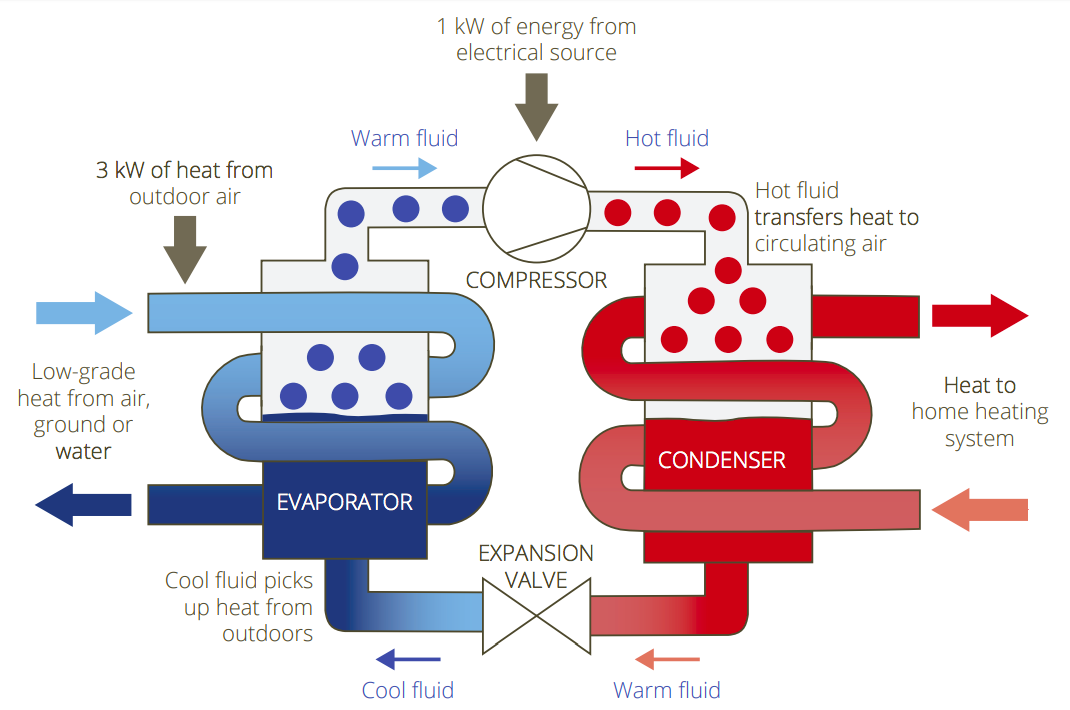 1 kW of energy from
electrical source
Warm fluid
Hot fluid
3 kW of heat from
outdoor air
Hot fluid
transfers heat to
circulating air
COMPRESSOR
Low-grade
heat from air,
ground or
water
Heat to
home heating
system
CONDENSER
EVAPORATOR
EXPANSION
VALVE
Cool fluid picks
up heat from
outdoors
Cool fluid
Warm fluid